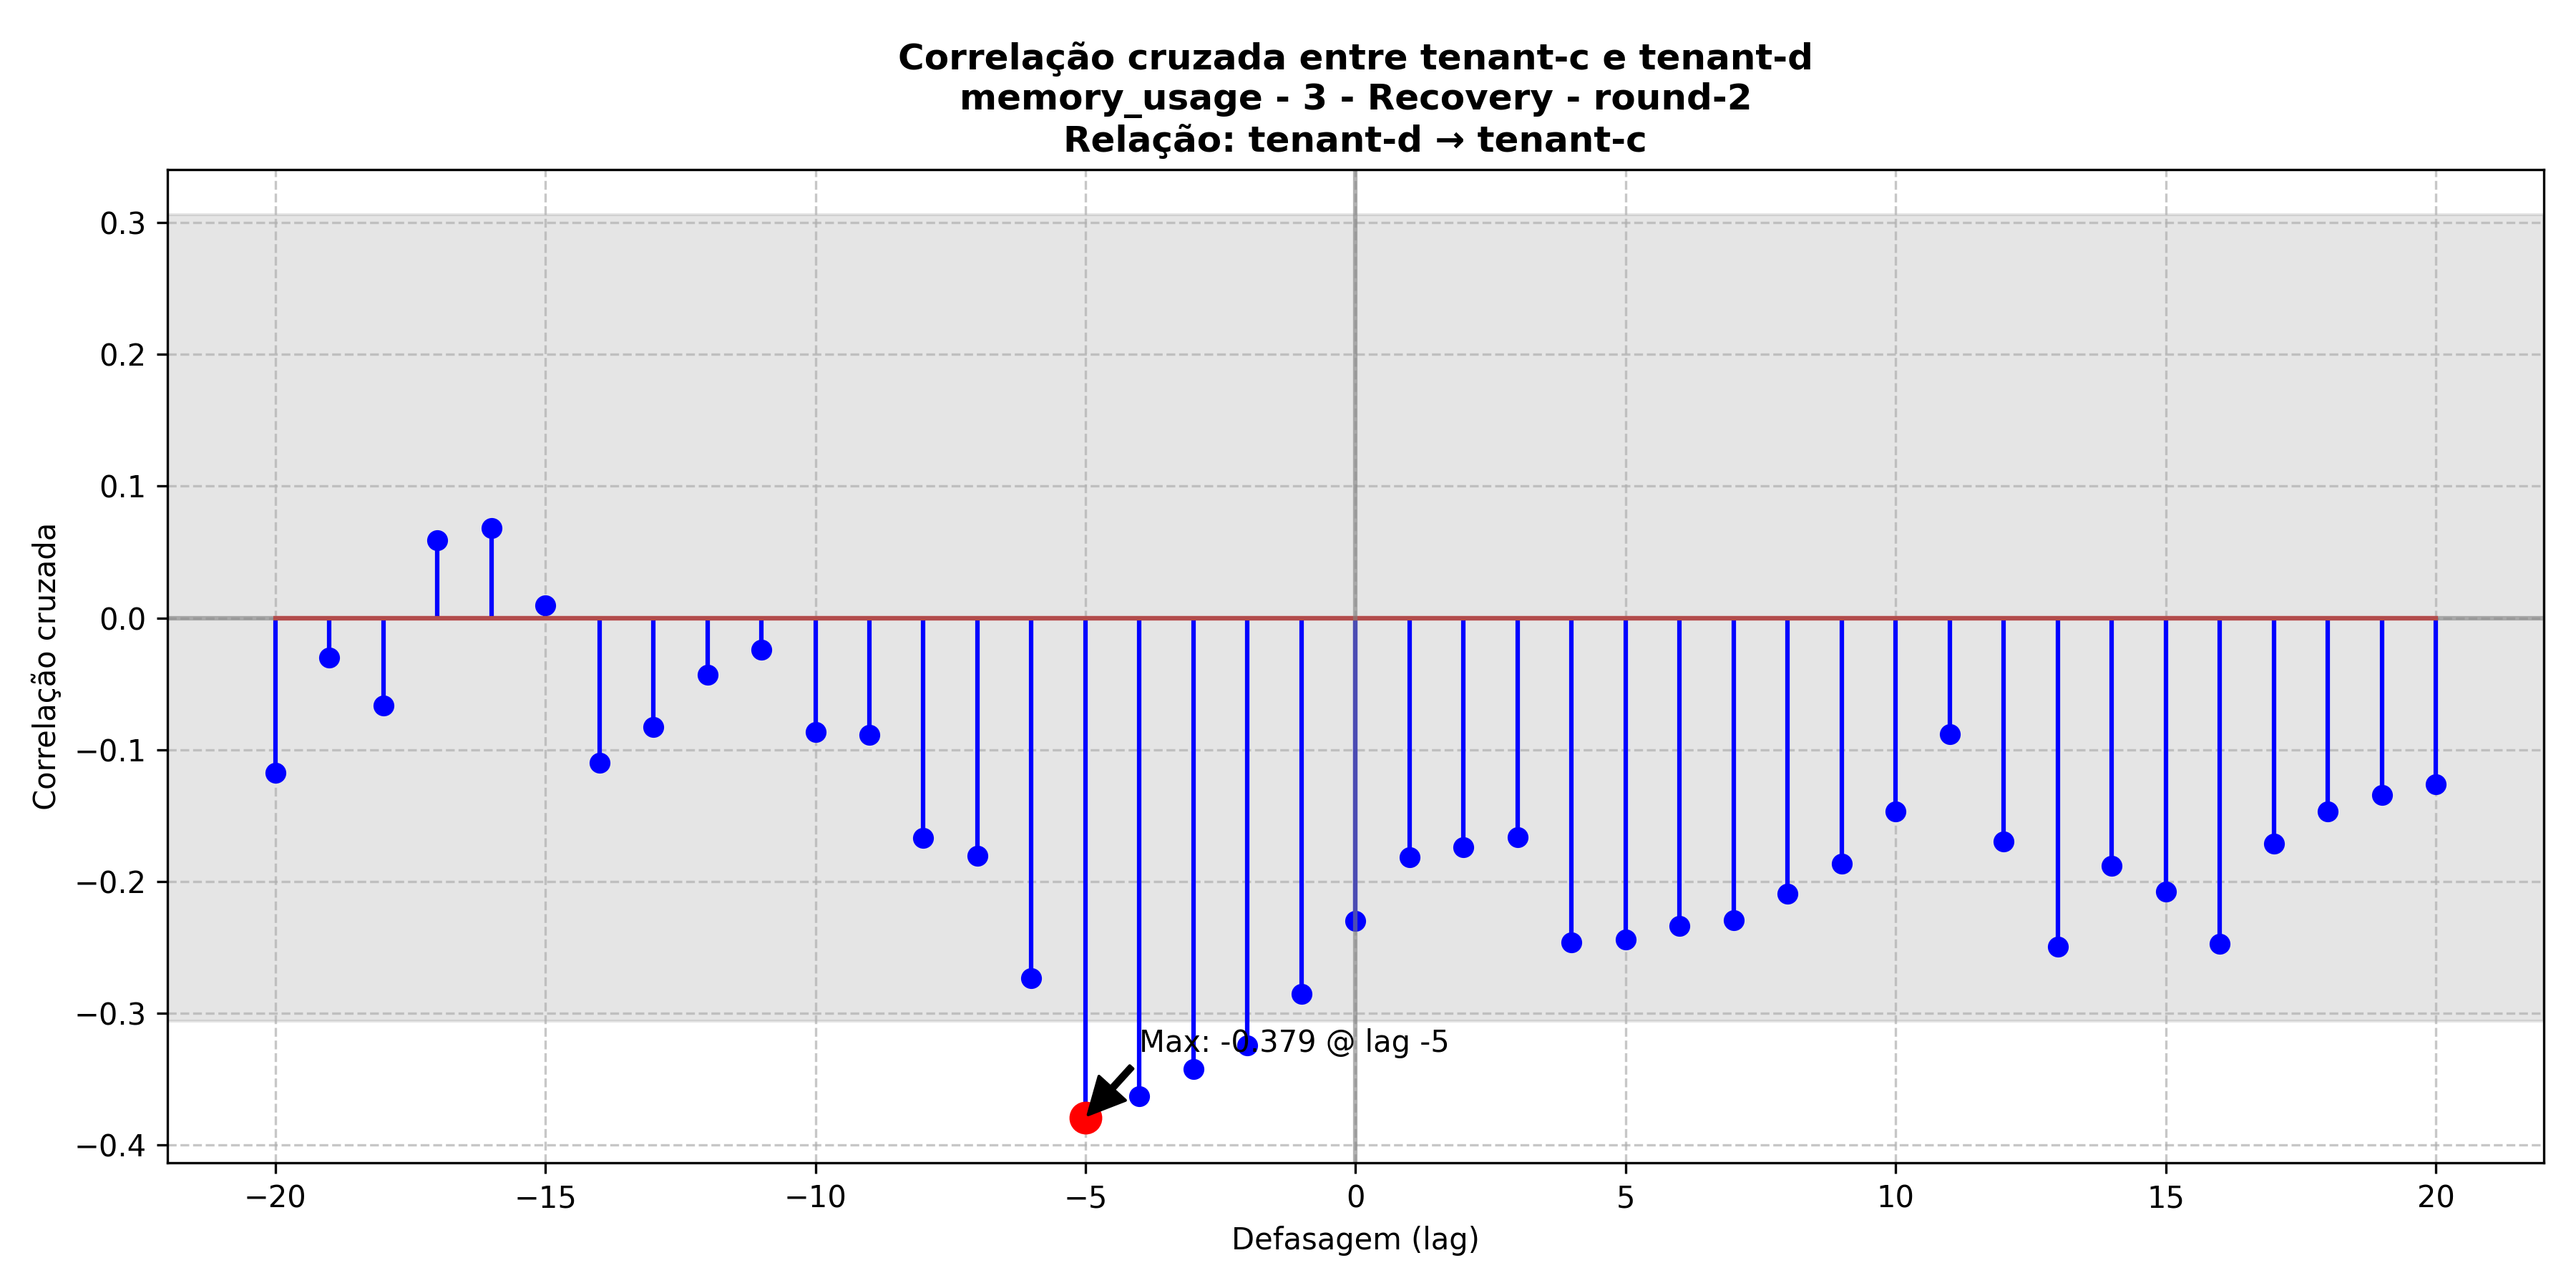 Correlação cruzada entre tenant-c e tenant-d
memory_usage - 3 - Recovery - round-2
Relação: tenant-d → tenant-c
Correlação cruzada
0.3
0.2
0.1
0.0
−0.1
−0.2
−0.3
−0.4
Max: -0.379 @ lag -5
−20
−15
−10
−5
0
5
10
15
20
Defasagem (lag)